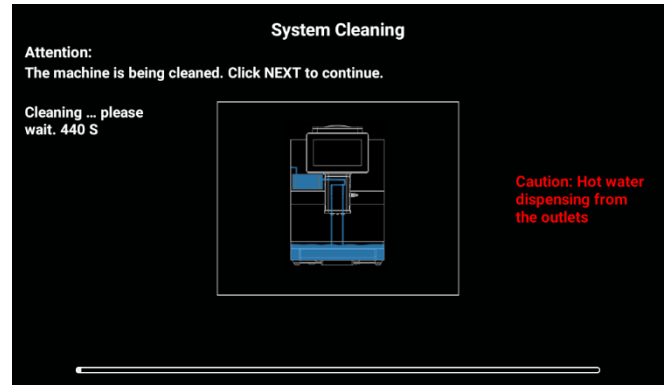 System Cleaning
Attention:
The machine is being cleaned. Click NEXT to continue.
Cleaning ... please
wait. 440 S
Caution: Hot water
dispensing from
the outlets